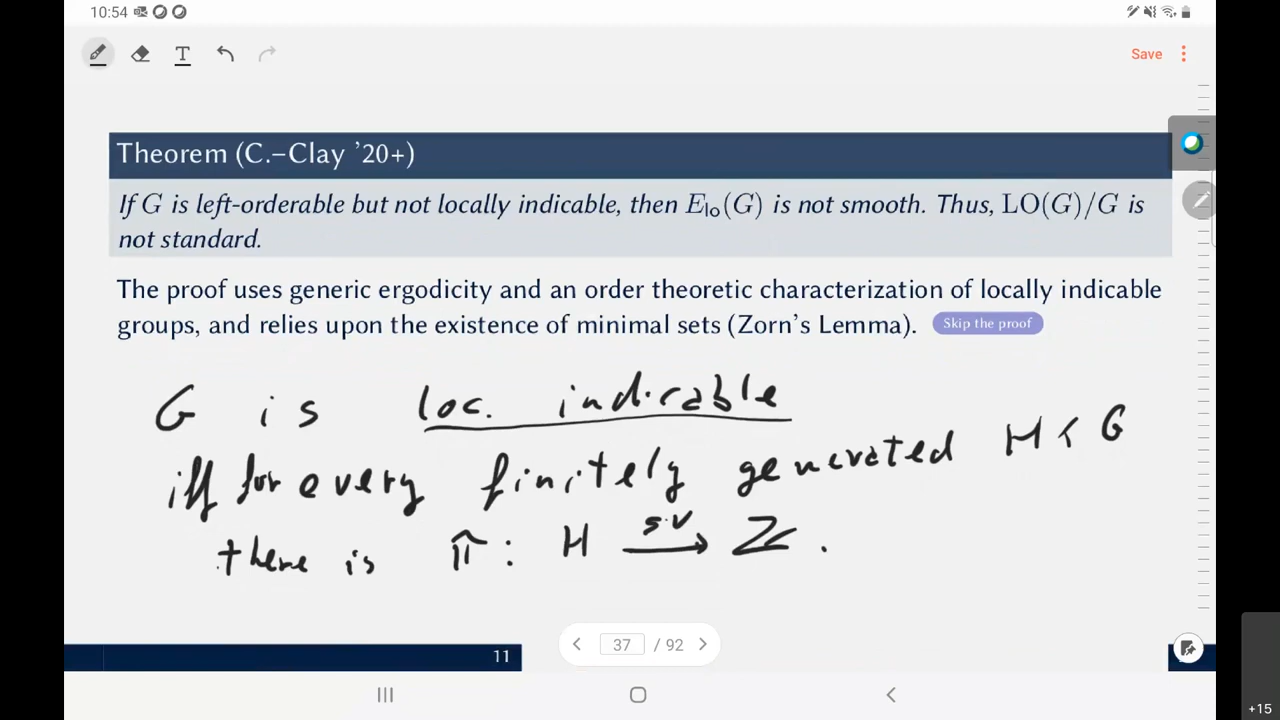 10:54
Save
Theorem (C.–Clay ’20+)
If G is left-orderable but not locally indicable, then E_lo(G) is not smooth. Thus, LO(G)/G is
not standard.
The proof uses generic ergodicity and an order theoretic characterization of locally indicable
groups, and relies upon the existence of minimal sets (Zorn’s Lemma). Skip the proof
G is loc. indicable
iff for every finitely generated H < G
there is π : H → ℤ .
11
37 / 92
+15